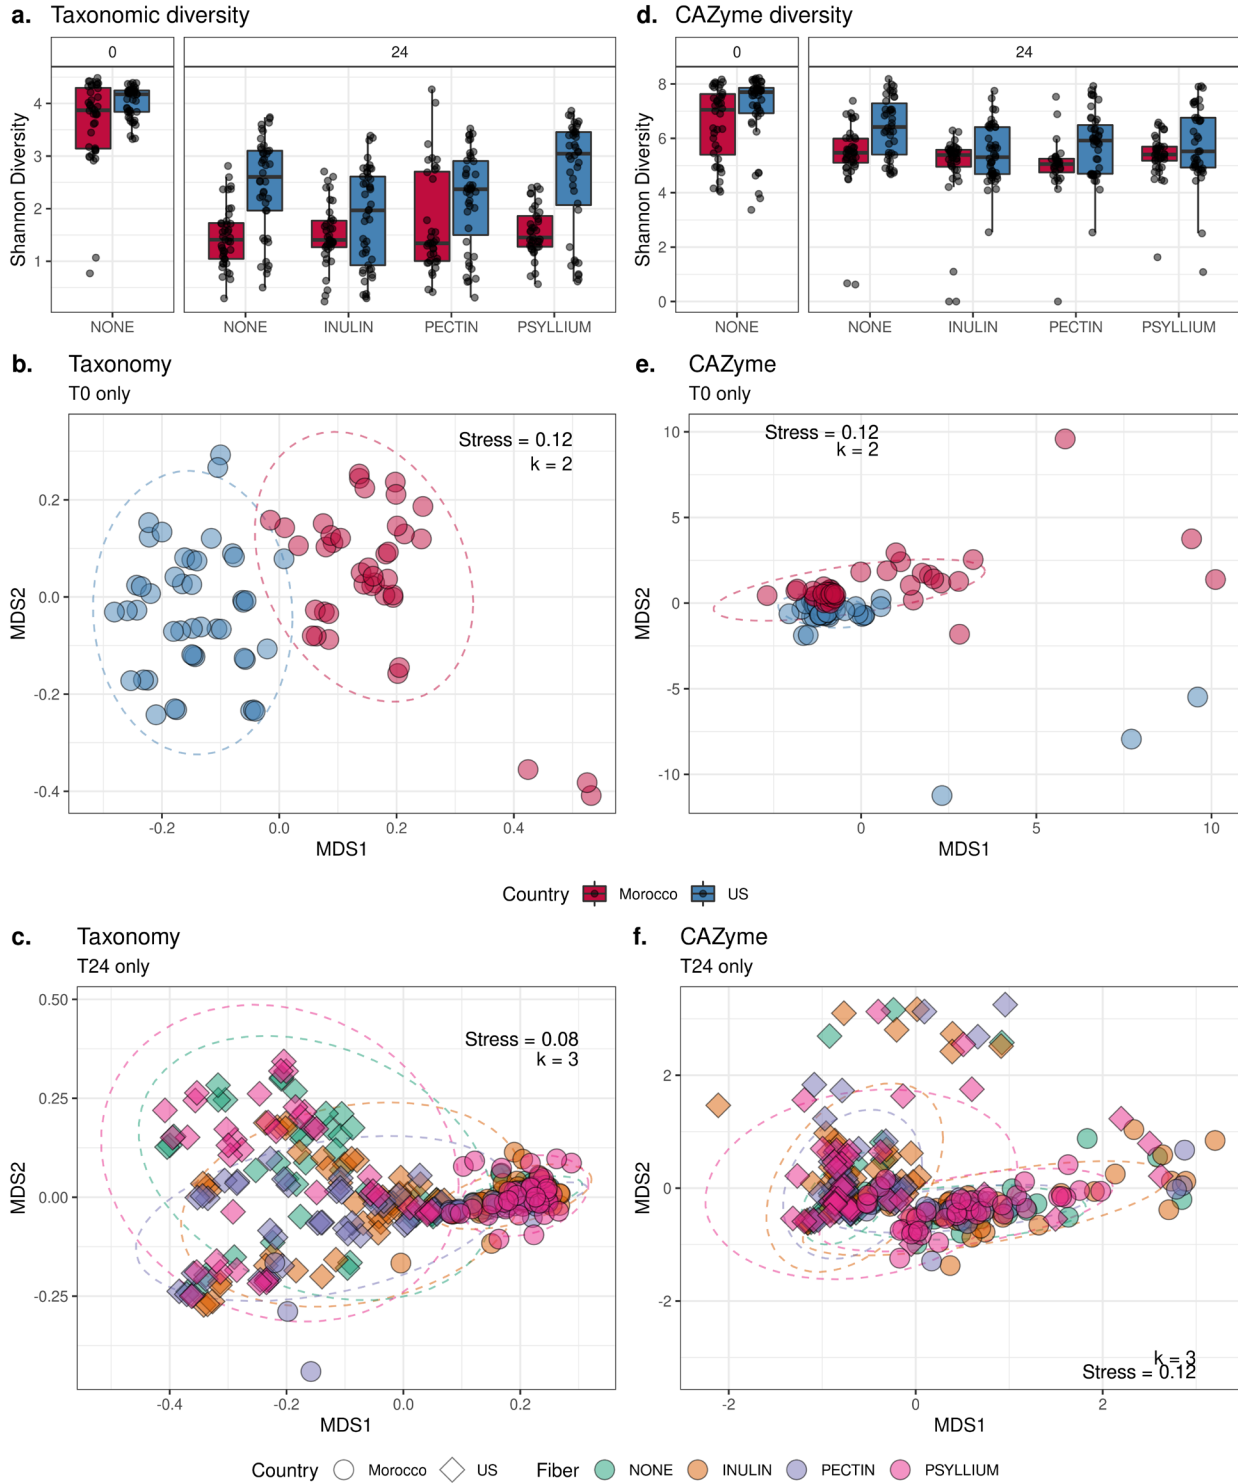 a. Taxonomic diversity
0 24
Shannon Diversity
4
3
2
1
NONE NONE INULIN PECTIN PSYLLIUM
d. CAZyme diversity
0 24
Shannon Diversity
8
6
4
2
0
NONE NONE INULIN PECTIN PSYLLIUM
b. Taxonomy
T0 only
Stress = 0.12
k = 2
MDS2
0.2
0.0
-0.2
-0.4
-0.2 0.0 0.2 0.4
MDS1
e. CAZyme
T0 only
Stress = 0.12
k = 2
MDS2
10
5
0
-5
-10
0 5 10
MDS1
Country Morocco US
c. Taxonomy
T24 only
Stress = 0.08
k = 3
MDS2
0.50
0.25
0.00
-0.25
-0.4 -0.2 0.0 0.2
MDS1
f. CAZyme
T24 only
MDS2
2
0
-2
k = 3
Stress = 0.12
-2 0 2
MDS1
Country Morocco US Fiber NONE INULIN PECTIN PSYLLIUM